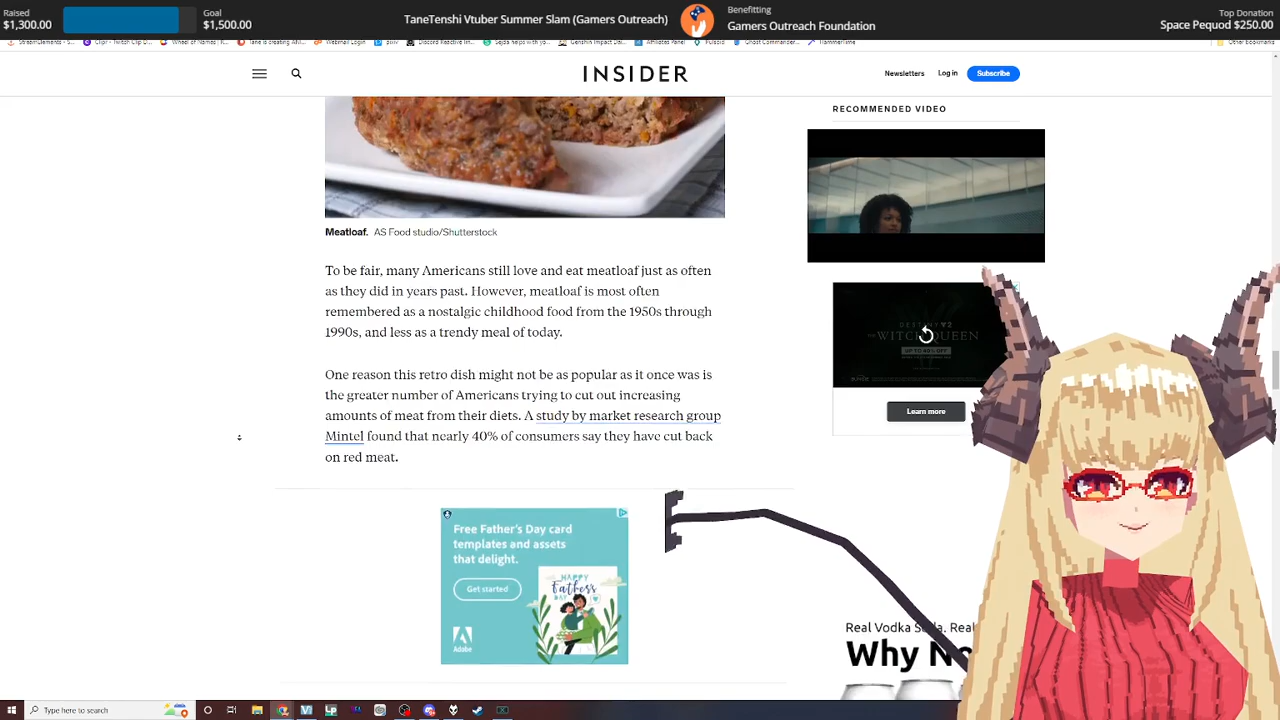 Raised
$1,300.00
Goal
$1,500.00
TaneTenshi Vtuber Summer Slam (Gamers Outreach)
Benefitting
Gamers Outreach Foundation
Top Donation
Space Pequod $250.00
INSIDER
Newsletters
Log in
Subscribe
Meatloaf. AS Food studio/Shutterstock
To be fair, many Americans still love and eat meatloaf just as often
as they did in years past. However, meatloaf is most often
remembered as a nostalgic childhood food from the 1950s through
1990s, and less as a trendy meal of today.
One reason this retro dish might not be as popular as it once was is
the greater number of Americans trying to cut out increasing
amounts of meat from their diets. A study by market research group
Mintel found that nearly 40% of consumers say they have cut back
on red meat.
Free Father's Day card
templates and assets
that delight.
Get started
HAPPY
Father's
DAY
Adobe
RECOMMENDED VIDEO
DESTINY 2
WITCH QUEEN
Learn more
Real Vodka
Why
Type here to search